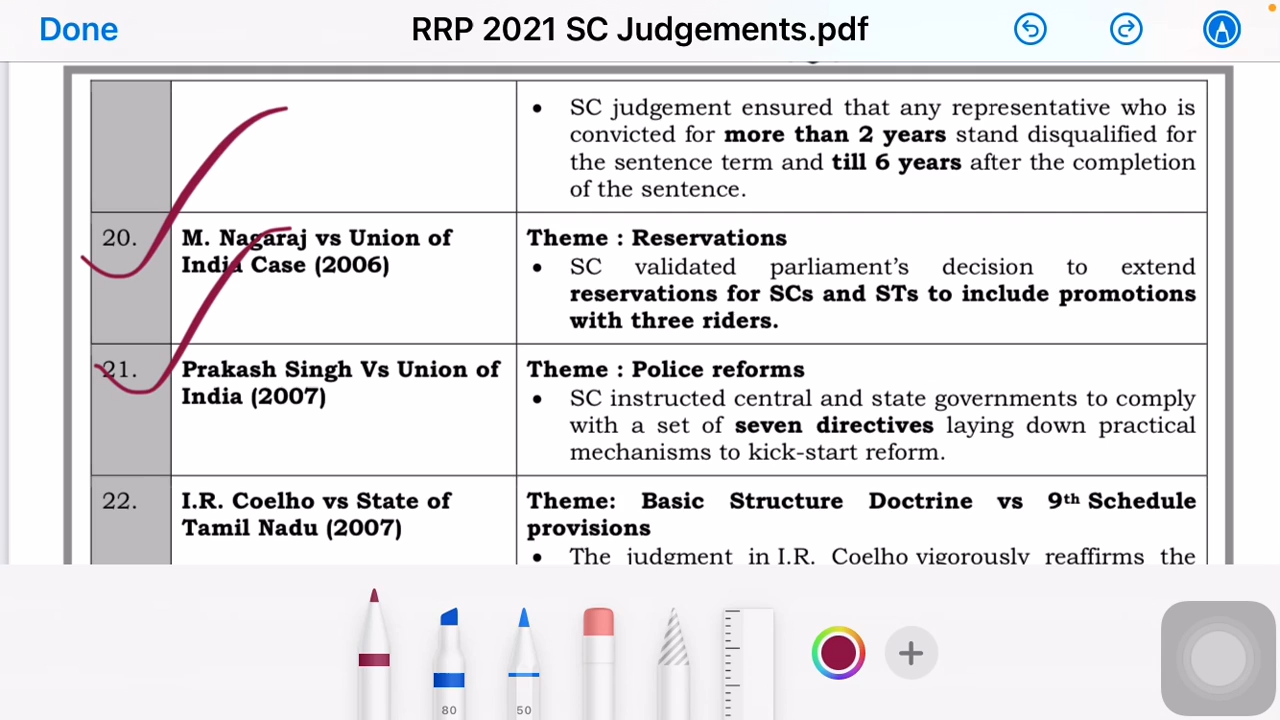 Done
RRP 2021 SC Judgements.pdf
• SC judgement ensured that any representative who is
convicted for more than 2 years stand disqualified for
the sentence term and till 6 years after the completion
of the sentence.
20.
M. Nagaraj vs Union of
India Case (2006)
Theme : Reservations
• SC validated parliament's decision to extend
reservations for SCs and STs to include promotions
with three riders.
21.
Prakash Singh Vs Union of
India (2007)
Theme : Police reforms
• SC instructed central and state governments to comply
with a set of seven directives laying down practical
mechanisms to kick-start reform.
22.
I.R. Coelho vs State of
Tamil Nadu (2007)
Theme: Basic Structure Doctrine vs 9th Schedule
provisions
• The judgment in I.R. Coelho vigorously reaffirms the
80
50